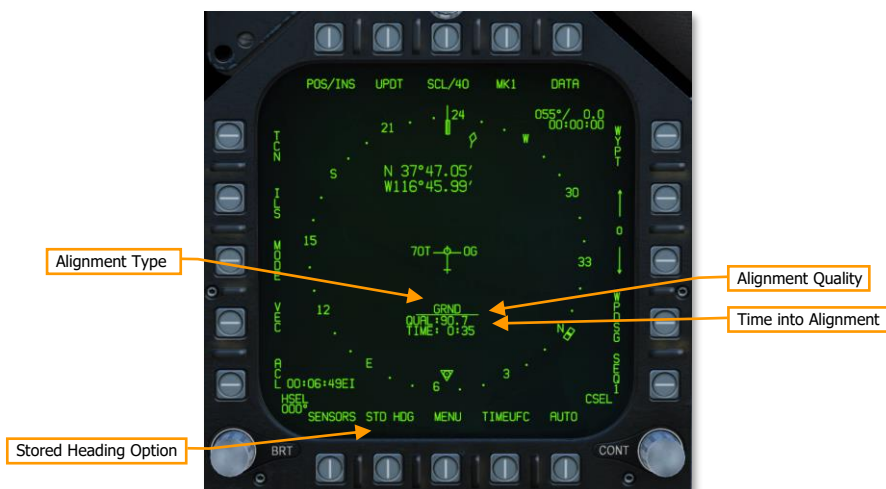 POS/INS UPDT SCL/40 MK1 DATA
055°/ 0.0
00:00:00
21 24 W
TCN
WYPT
S
N 37°47.05′
W116°45.99′
30
ILS
0
15
MODE
70T 0G
33
Alignment Type
Alignment Quality
Time into Alignment
GRND
QUAL:90.7
TIME: 0:35
12
VEC
N
WPDSG
E
3
6
ACL
SEQ1
00:06:49EI
HSEL
000°
CSEL
SENSORS STD HDG MENU TIMEUFC AUTO
Stored Heading Option
BRT
CONT